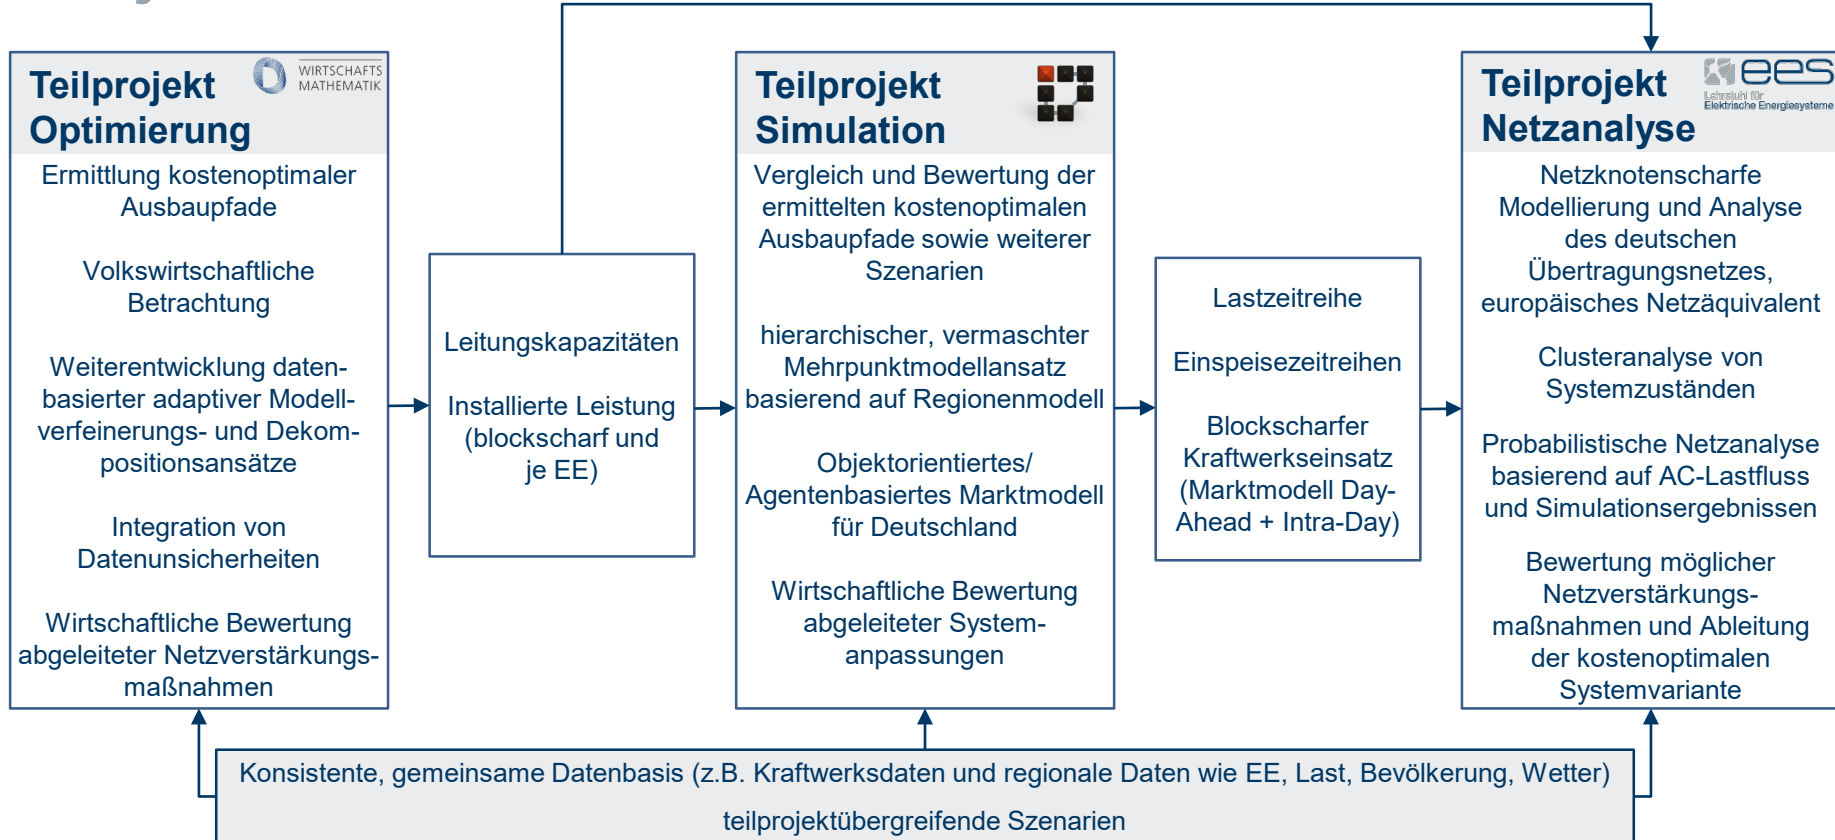 Teilprojekt
Optimierung
WIRTSCHAFTS
MATHEMATIK
Ermittlung kostenoptimaler
Ausbaupfade
Volkswirtschaftliche
Betrachtung
Weiterentwicklung daten-
basierter adaptiver Modell-
verfeinerungs- und Dekom-
positionsansätze
Integration von
Datenunsicherheiten
Wirtschaftliche Bewertung
abgeleiteter Netzverstärkungs-
maßnahmen
Leitungskapazitäten
Installierte Leistung
(blockscharf und
je EE)
Teilprojekt
Simulation
Vergleich und Bewertung der
ermittelten kostenoptimalen
Ausbaupfade sowie weiterer
Szenarien
hierarchischer, vermaschter
Mehrpunktmodellansatz
basierend auf Regionenmodell
Objektorientiertes/
Agentenbasiertes Marktmodell
für Deutschland
Wirtschaftliche Bewertung
abgeleiteter System-
anpassungen
Lastzeitreihe
Einspeisezeitreihen
Blockscharfer
Kraftwerkseinsatz
(Marktmodell Day-
Ahead + Intra-Day)
Teilprojekt
Netzanalyse
ees
Lehrstuhl für
Elektrische Energiesysteme
Netzknotenscharfe
Modellierung und Analyse
des deutschen
Übertragungsnetzes,
europäisches Netzäquivalent
Clusteranalyse von
Systemzuständen
Probabilistische Netzanalyse
basierend auf AC-Lastfluss
und Simulationsergebnissen
Bewertung möglicher
Netzverstärkungs-
maßnahmen und Ableitung
der kostenoptimalen
Systemvariante
Konsistente, gemeinsame Datenbasis (z.B. Kraftwerksdaten und regionale Daten wie EE, Last, Bevölkerung, Wetter)
teilprojektübergreifende Szenarien